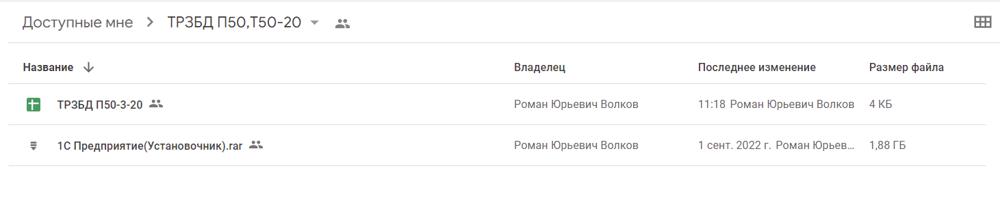 Доступные мне ТРЗБД П50,Т50-20
Название Владелец Последнее изменение Размер файла
ТРЗБД П50-3-20 Роман Юрьевич Волков 11:18 Роман Юрьевич Волков 4 КБ
1С Предприятие(Установочник).rar Роман Юрьевич Волков 1 сент. 2022 г. Роман Юрьев... 1,88 ГБ